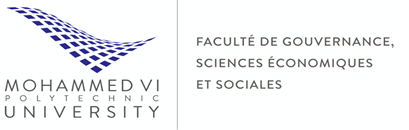 MOHAMMED VI
POLYTECHNIC
UNIVERSITY
FACULTÉ DE GOUVERNANCE,
SCIENCES ÉCONOMIQUES
ET SOCIALES